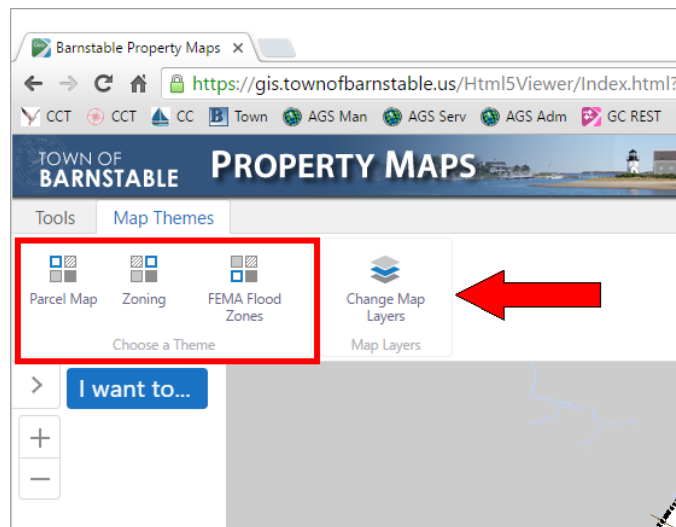 Barnstable Property Maps
https://gis.townofbarnstable.us/Html5Viewer/Index.html?
CCT CCT CC B Town AGS Man AGS Serv AGS Adm GC REST
TOWN OF
BARNSTABLE
PROPERTY MAPS
Tools Map Themes
Parcel Map Zoning FEMA Flood
Zones
Change Map
Layers
Choose a Theme Map Layers
I want to...